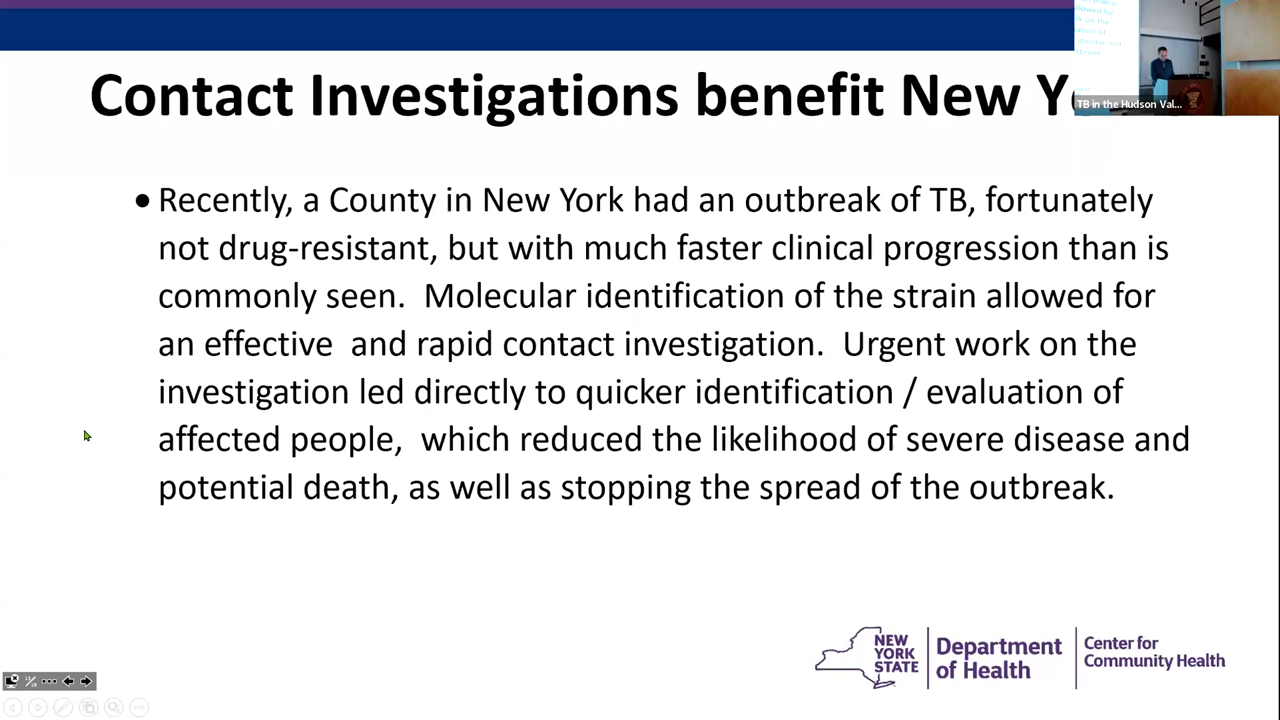 Contact Investigations benefit New
TB in the Hudson Val...
• Recently, a County in New York had an outbreak of TB, fortunately
not drug-resistant, but with much faster clinical progression than is
commonly seen.  Molecular identification of the strain allowed for
an effective  and rapid contact investigation.  Urgent work on the
investigation led directly to quicker identification / evaluation of
affected people,  which reduced the likelihood of severe disease and
potential death, as well as stopping the spread of the outbreak.
NEW
YORK
STATE
Department
of Health
Center for
Community Health